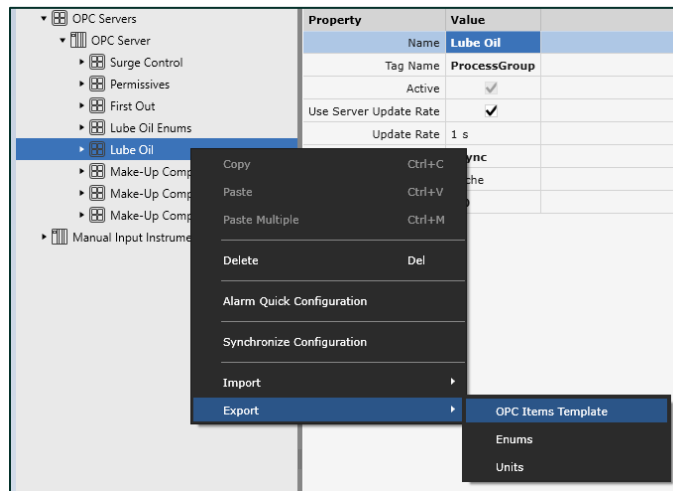 OPC Servers
OPC Server
Surge Control
Permissives
First Out
Lube Oil Enums
Lube Oil
Make-Up Comp
Make-Up Comp
Make-Up Comp
Manual Input Instrume
Property Value
Name Lube Oil
Tag Name ProcessGroup
Active
Use Server Update Rate
Update Rate 1 s
ync
che
Copy Ctrl+C
Paste Ctrl+V
Paste Multiple Ctrl+M
Delete Del
Alarm Quick Configuration
Synchronize Configuration
Import
Export
OPC Items Template
Enums
Units